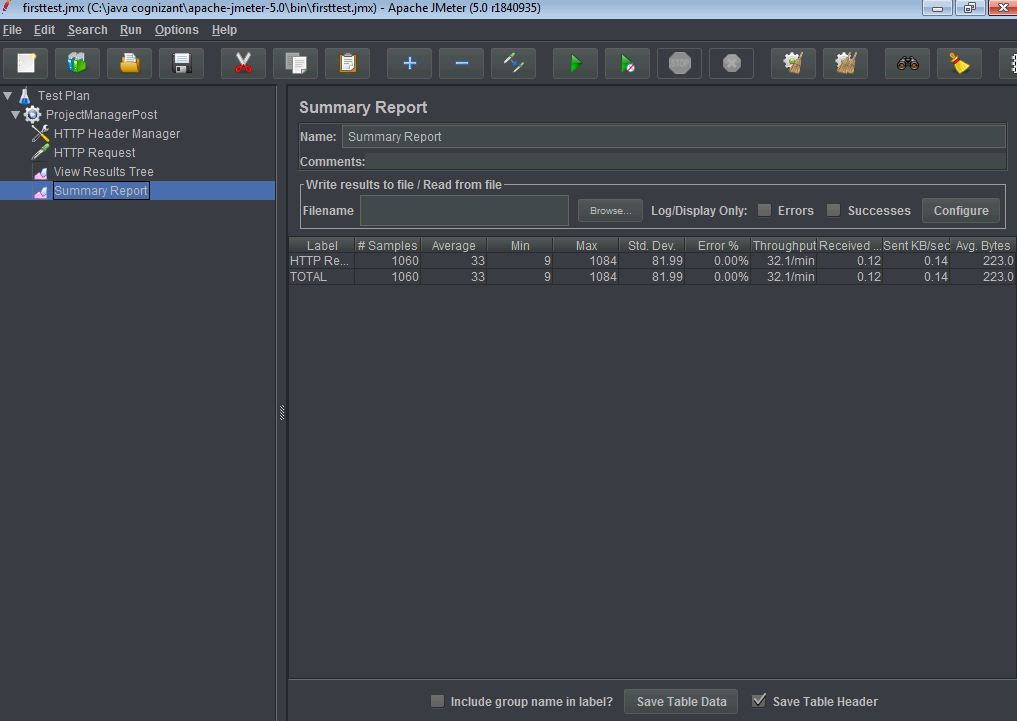 firsttest.jmx (C:\java cognizant\apache-jmeter-5.0\bin\firsttest.jmx) - Apache JMeter (5.0 r1840935)
File Edit Search Run Options Help
STOP
Test Plan
ProjectManagerPost
HTTP Header Manager
HTTP Request
View Results Tree
Summary Report
Summary Report
Name: Summary Report
Comments:
Write results to file / Read from file
Filename Browse... Log/Display Only: Errors Successes Configure
Label # Samples Average Min Max Std. Dev. Error % Throughput Received ... Sent KB/sec Avg. Bytes
HTTP Re... 1060 33 9 1084 81.99 0.00% 32.1/min 0.12 0.14 223.0
TOTAL 1060 33 9 1084 81.99 0.00% 32.1/min 0.12 0.14 223.0
Include group name in label? Save Table Data Save Table Header